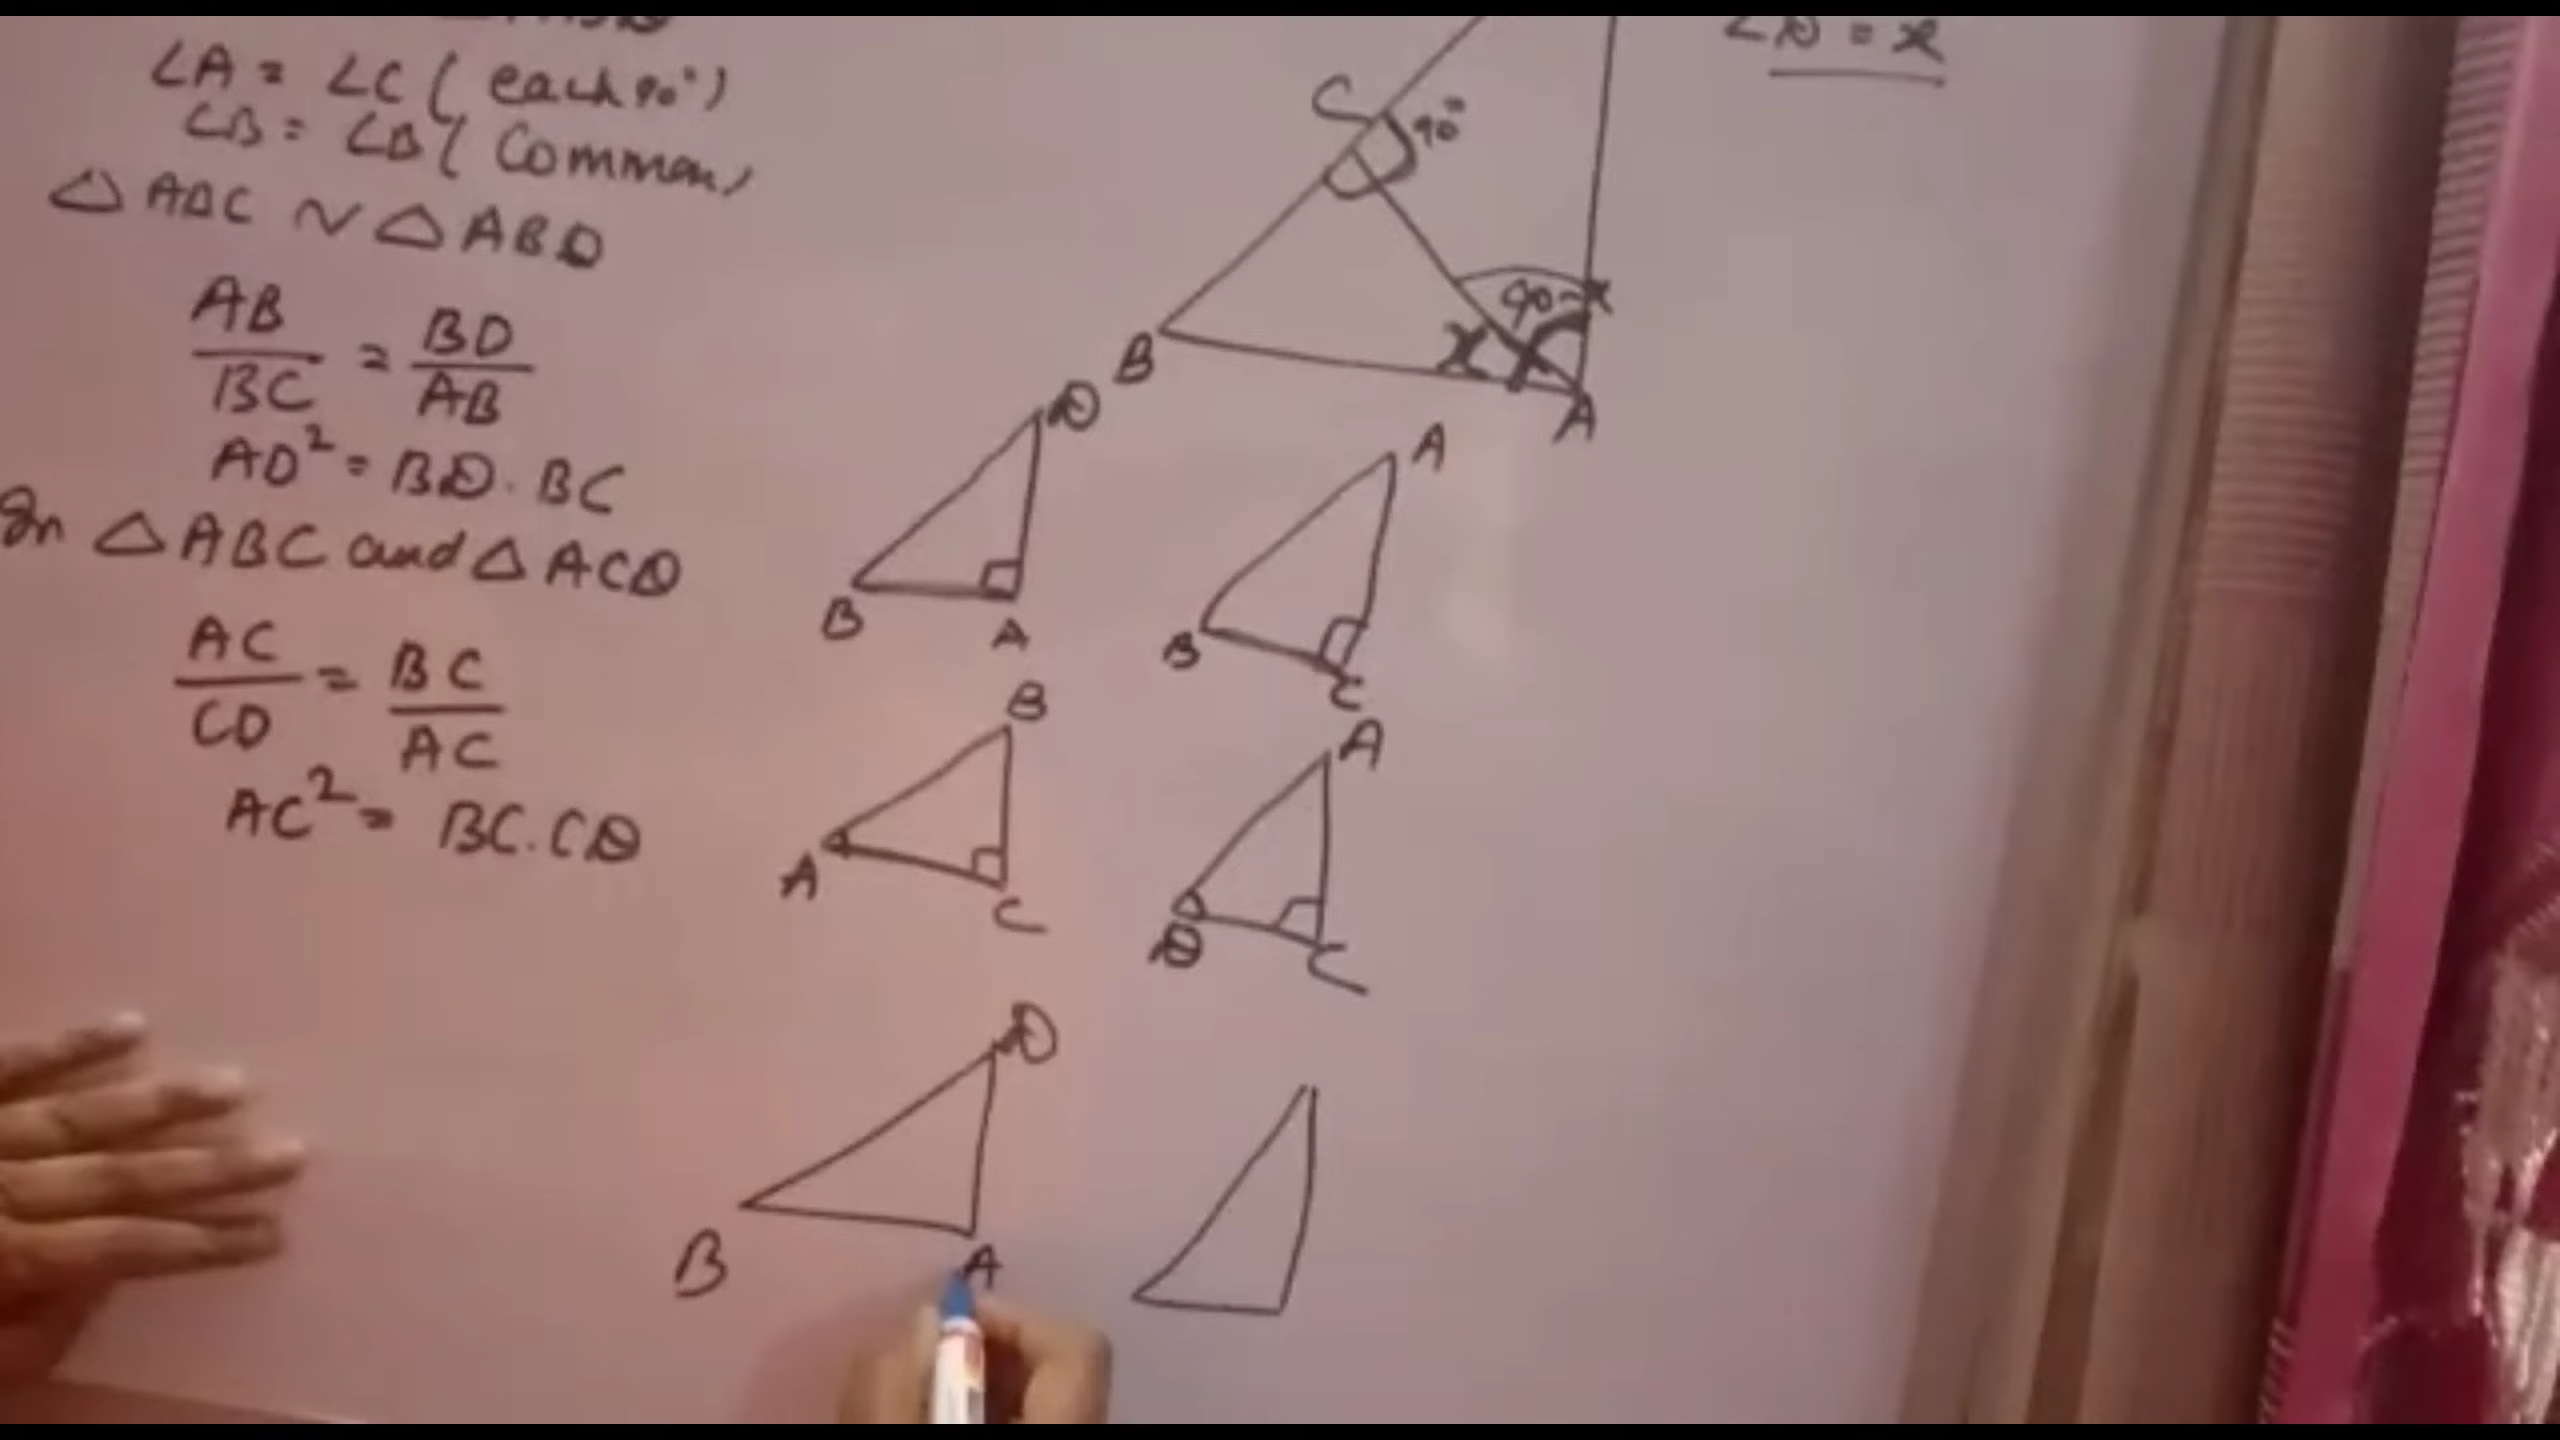 ∠A = ∠C ( each 90°)
∠B = ∠B ( Common)
△ ABC ~ △ ABD
AB/BC = BD/AB
AD² = BD . BC
In △ ABC and △ ACD
AC/CD = BC/AC
AC² = BC . CD
∠D = x
C 90°
90-x
B x A
D
B A
A
B C
B
A C
A
D C
D
B A